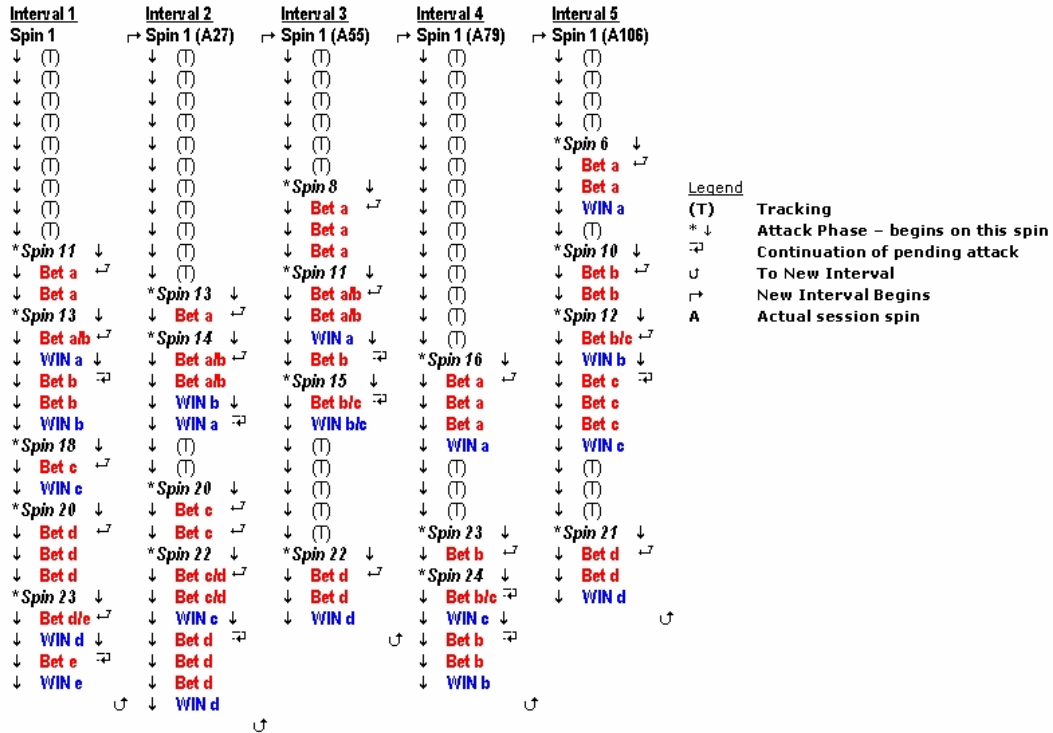 Interval 1
Spin 1
(T)
(T)
(T)
(T)
(T)
(T)
(T)
(T)
(T)
*Spin 11
Bet a
Bet a
*Spin 13
Bet a/b
WIN a
Bet b
Bet b
WIN b
*Spin 18
Bet c
WIN c
*Spin 20
Bet d
Bet d
Bet d
*Spin 23
Bet d/e
WIN d
Bet e
WIN e
Interval 2
Spin 1 (A27)
(T)
(T)
(T)
(T)
(T)
(T)
(T)
(T)
(T)
(T)
(T)
*Spin 13
Bet a
*Spin 14
Bet a/b
Bet a/b
WIN b
WIN a
(T)
(T)
*Spin 20
Bet c
Bet c
*Spin 22
Bet c/d
Bet c/d
WIN c
Bet d
Bet d
Bet d
WIN d
Interval 3
Spin 1 (A55)
(T)
(T)
(T)
(T)
(T)
(T)
*Spin 8
Bet a
Bet a
Bet a
*Spin 11
Bet a/b
Bet a/b
WIN a
Bet b
*Spin 15
Bet b/c
WIN b/c
(T)
(T)
(T)
(T)
(T)
*Spin 22
Bet d
Bet d
WIN d
Interval 4
Spin 1 (A79)
(T)
(T)
(T)
(T)
(T)
(T)
(T)
(T)
(T)
(T)
(T)
(T)
(T)
(T)
*Spin 16
Bet a
Bet a
Bet a
WIN a
(T)
(T)
(T)
*Spin 23
Bet b
*Spin 24
Bet b/c
WIN c
Bet b
Bet b
WIN b
Interval 5
Spin 1 (A106)
(T)
(T)
(T)
(T)
*Spin 6
Bet a
Bet a
WIN a
(T)
*Spin 10
Bet b
Bet b
*Spin 12
Bet b/c
WIN b
Bet c
Bet c
Bet c
WIN c
(T)
(T)
(T)
*Spin 21
Bet d
Bet d
WIN d
Legend
(T) Tracking
* ↓ Attack Phase – begins on this spin
Continuation of pending attack
To New Interval
New Interval Begins
A Actual session spin